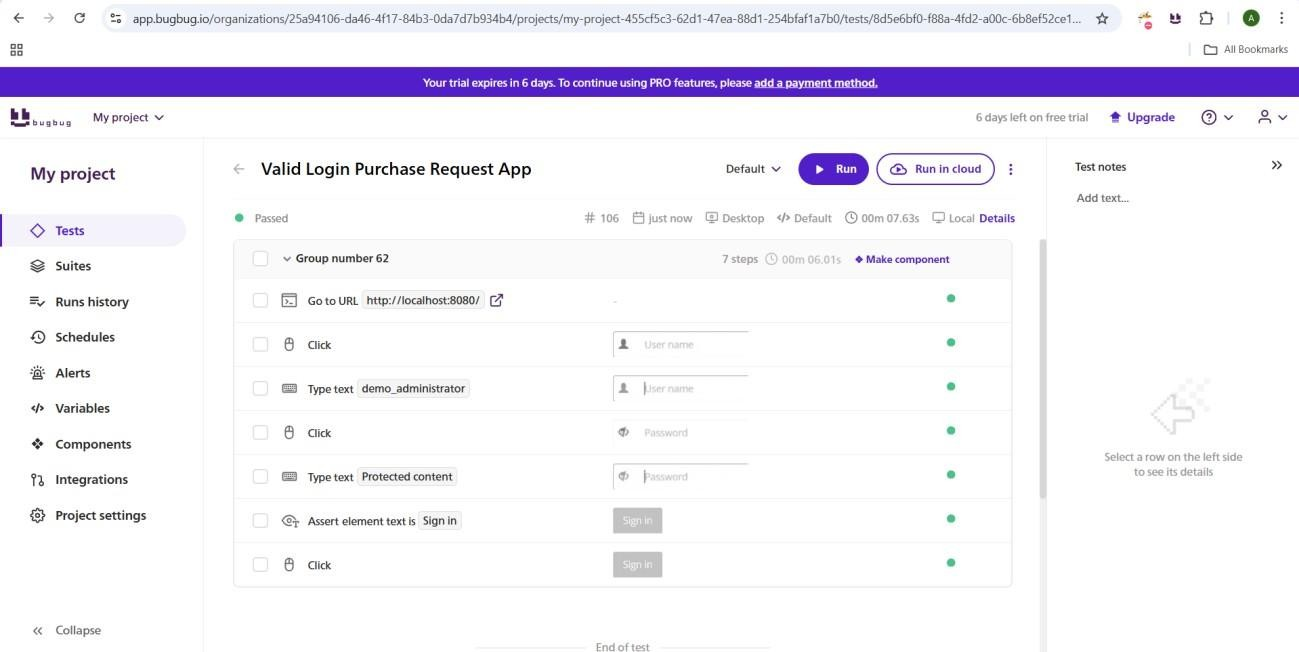 app.bugbug.io/organizations/25a94106-da46-4f17-84b3-0da7d7b934b4/projects/my-project-455cf5c3-62d1-47ea-88d1-254bfaf1a7b0/tests/8d5e6bf0-f88a-4fd2-a00c-6b8ef52ce1...
A
All Bookmarks
Your trial expires in 6 days. To continue using PRO features, please add a payment method.
bugbug
My project
6 days left on free trial
Upgrade
My project
Tests
Suites
Runs history
Schedules
Alerts
Variables
Components
Integrations
Project settings
Collapse
Valid Login Purchase Request App
Default
Run
Run in cloud
Passed
# 106 just now Desktop Default 00m 07.63s Local Details
Group number 62 7 steps 00m 06.01s Make component
Go to URL http://localhost:8080/ -
Click User name
Type text demo_administrator User name
Click Password
Type text Protected content Password
Assert element text is Sign in Sign in
Click Sign in
End of test
Test notes
Add text...
Select a row on the left side
to see its details